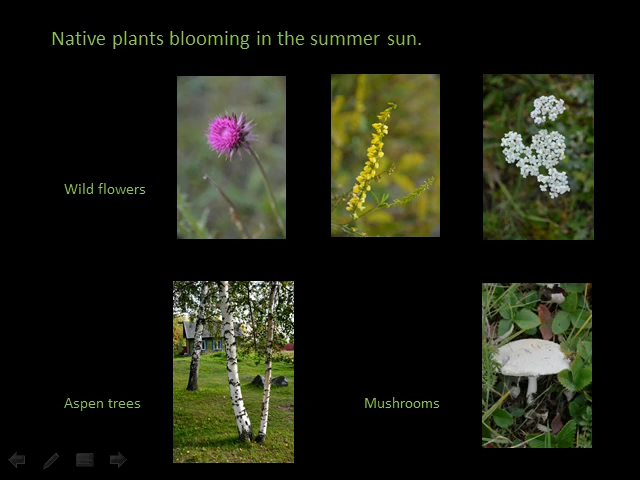 Native plants blooming in the summer sun.
Wild flowers
Aspen trees
Mushrooms